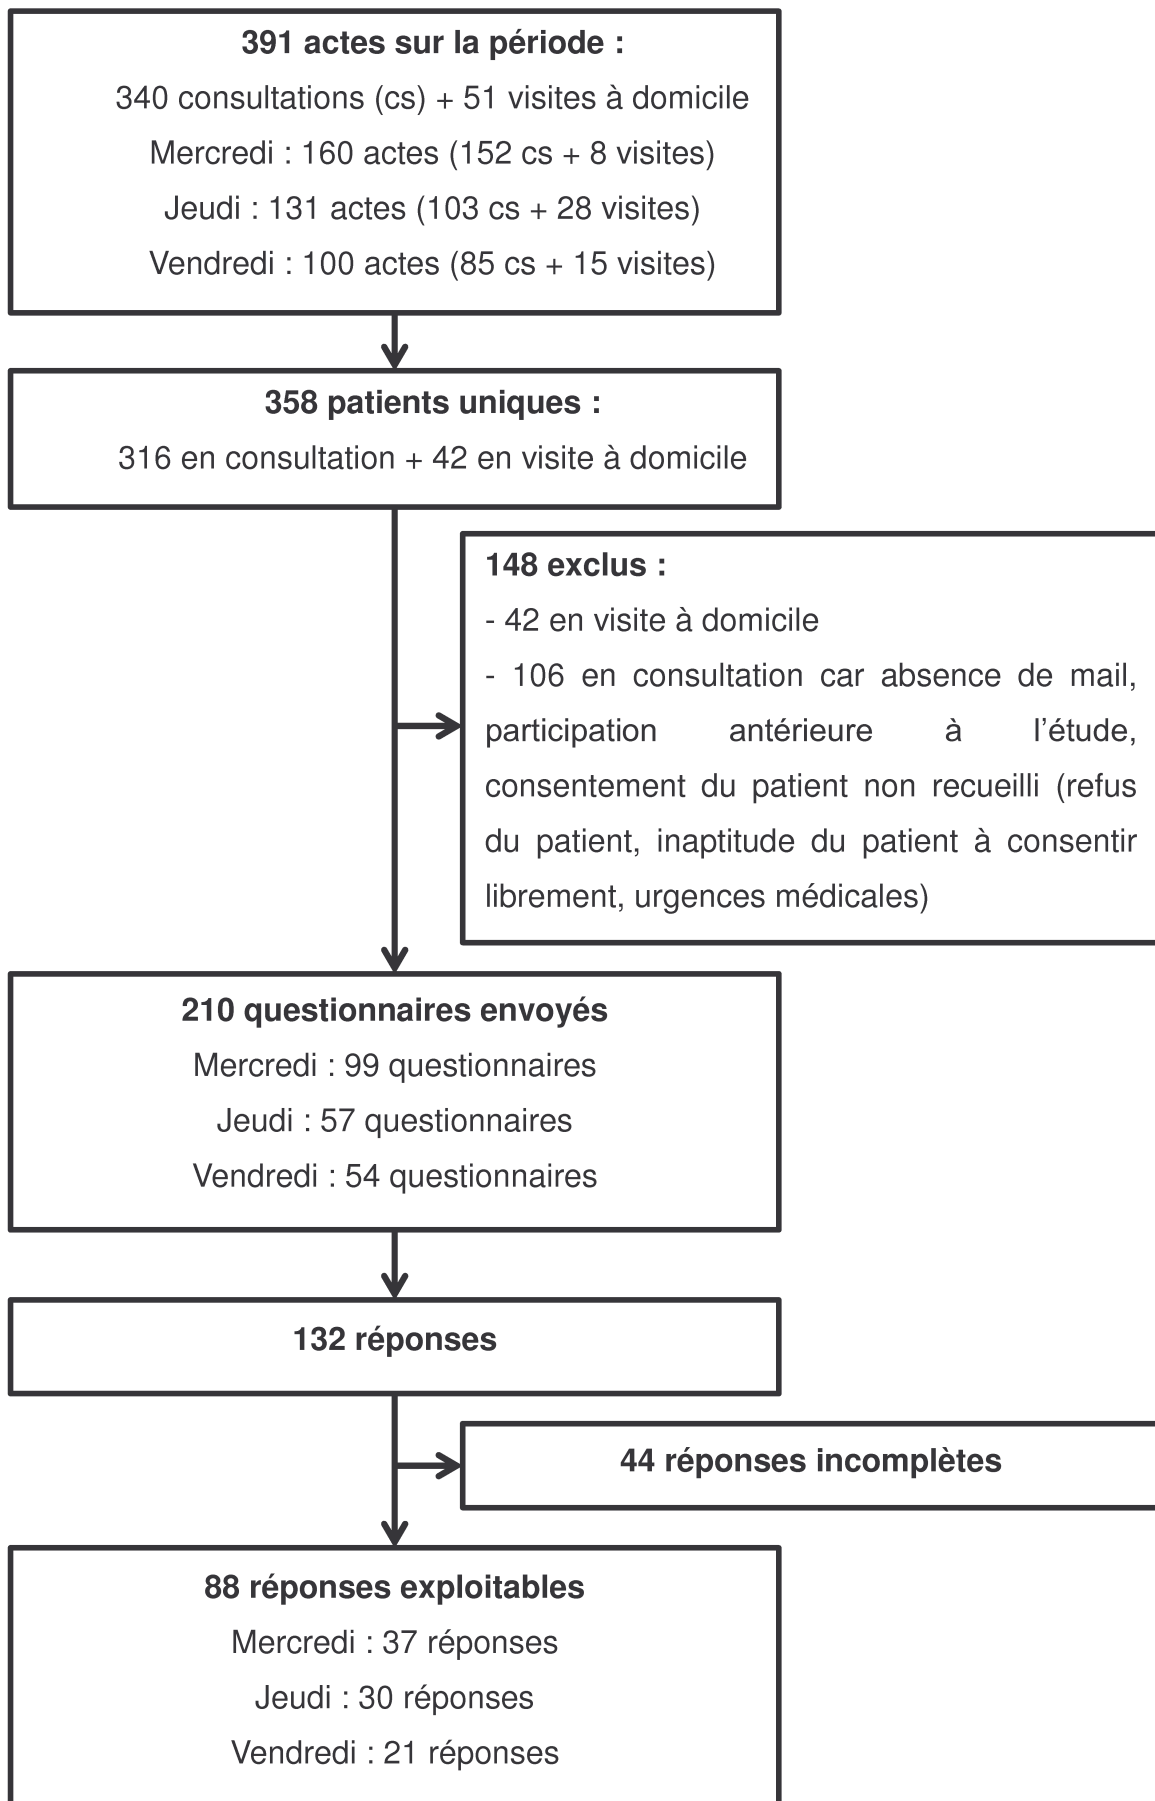 391 actes sur la période :
340 consultations (cs) + 51 visites à domicile
Mercredi : 160 actes (152 cs + 8 visites)
Jeudi : 131 actes (103 cs + 28 visites)
Vendredi : 100 actes (85 cs + 15 visites)
358 patients uniques :
316 en consultation + 42 en visite à domicile
148 exclus :
- 42 en visite à domicile
- 106 en consultation car absence de mail,
participation antérieure à l’étude,
consentement du patient non recueilli (refus
du patient, inaptitude du patient à consentir
librement, urgences médicales)
210 questionnaires envoyés
Mercredi : 99 questionnaires
Jeudi : 57 questionnaires
Vendredi : 54 questionnaires
132 réponses
44 réponses incomplètes
88 réponses exploitables
Mercredi : 37 réponses
Jeudi : 30 réponses
Vendredi : 21 réponses